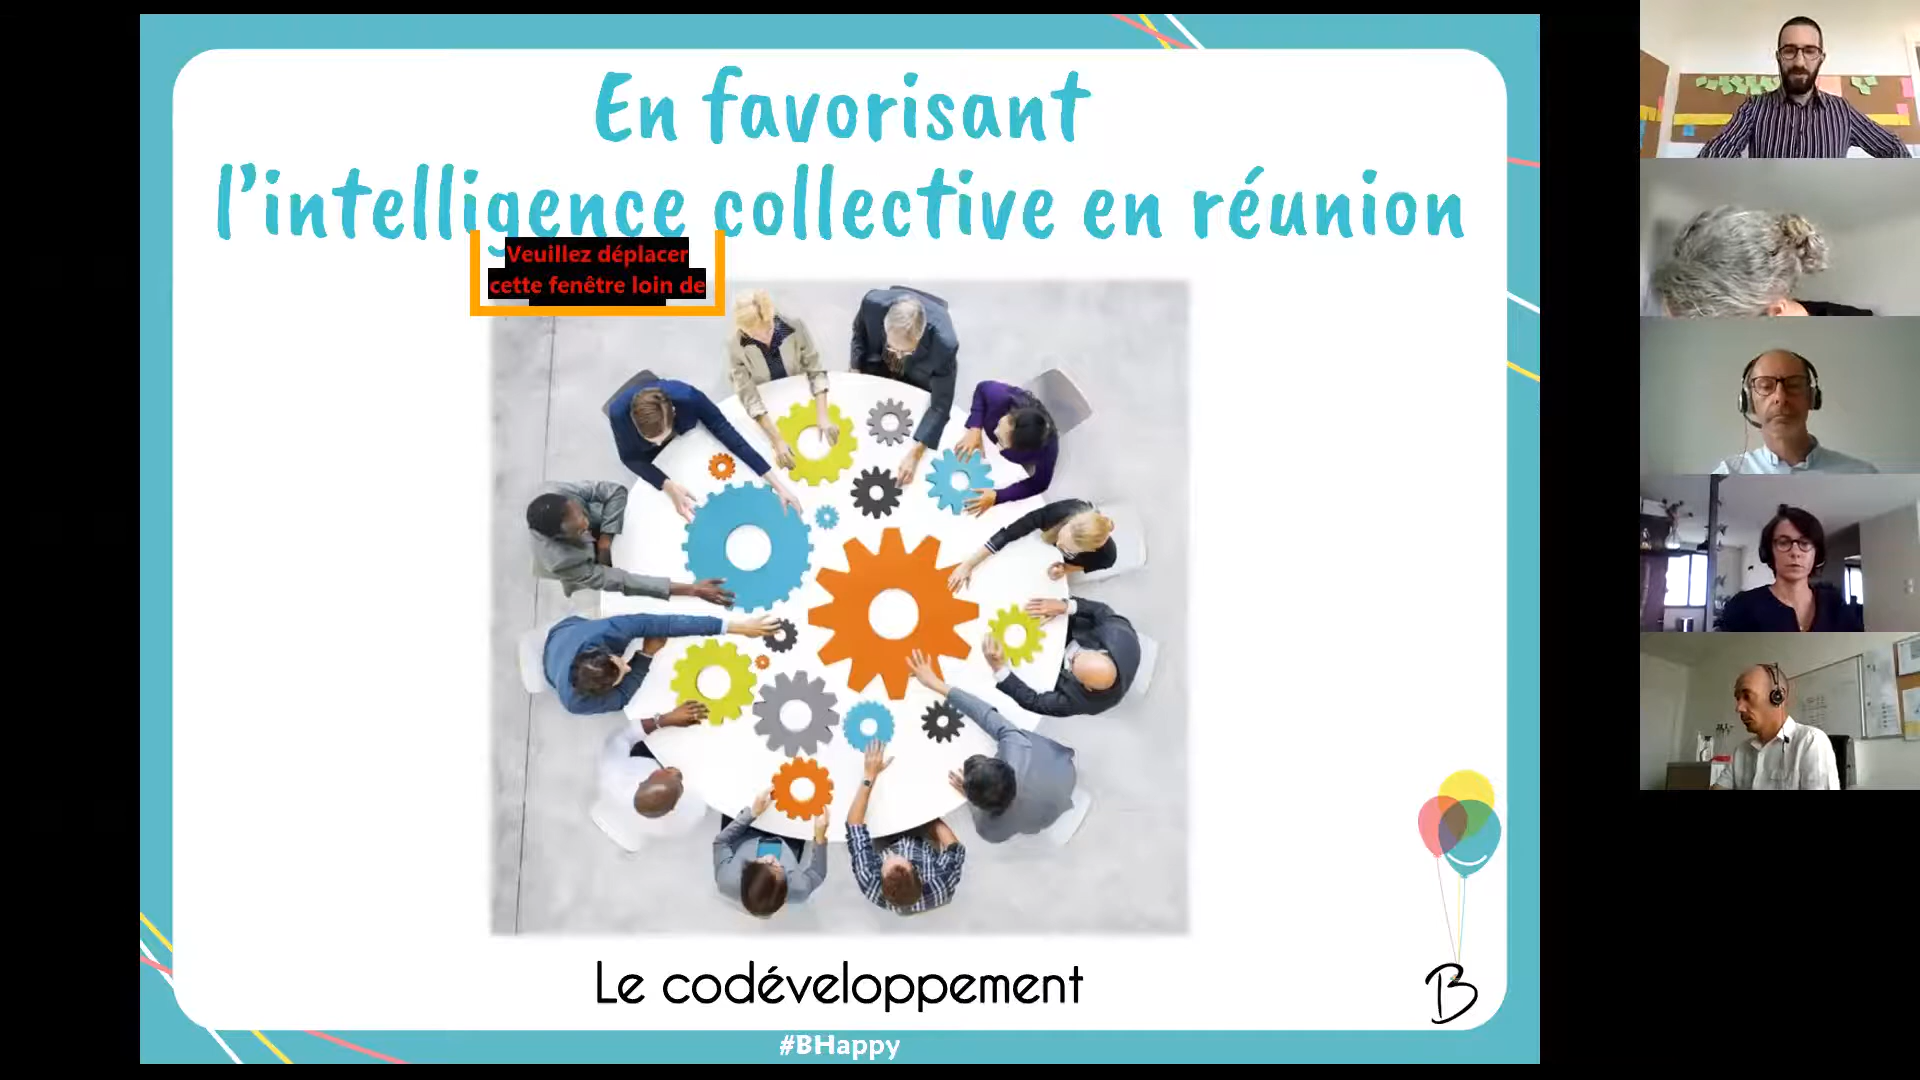 En favorisant
l'intelligence collective en réunion
Veuillez déplacer
cette fenêtre loin de
Le codéveloppement
B
#BHappy